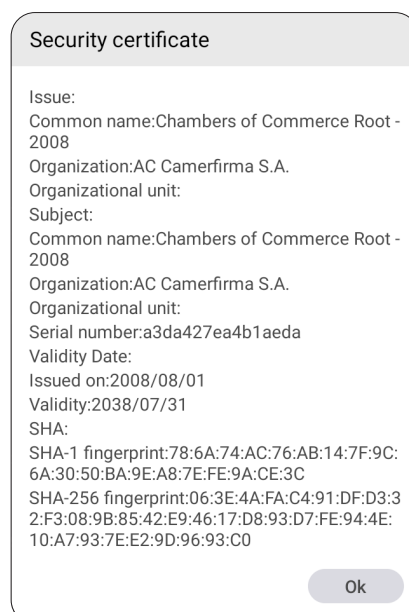 Security certificate
Issue:
Common name:Chambers of Commerce Root -
2008
Organization:AC Camerfirma S.A.
Organizational unit:
Subject:
Common name:Chambers of Commerce Root -
2008
Organization:AC Camerfirma S.A.
Organizational unit:
Serial number:a3da427ea4b1aeda
Validity Date:
Issued on:2008/08/01
Validity:2038/07/31
SHA:
SHA-1 fingerprint:78:6A:74:AC:76:AB:14:7F:9C:
6A:30:50:BA:9E:A8:7E:FE:9A:CE:3C
SHA-256 fingerprint:06:3E:4A:FA:C4:91:DF:D3:3
2:F3:08:9B:85:42:E9:46:17:D8:93:D7:FE:94:4E:
10:A7:93:7E:E2:9D:96:93:C0
Ok